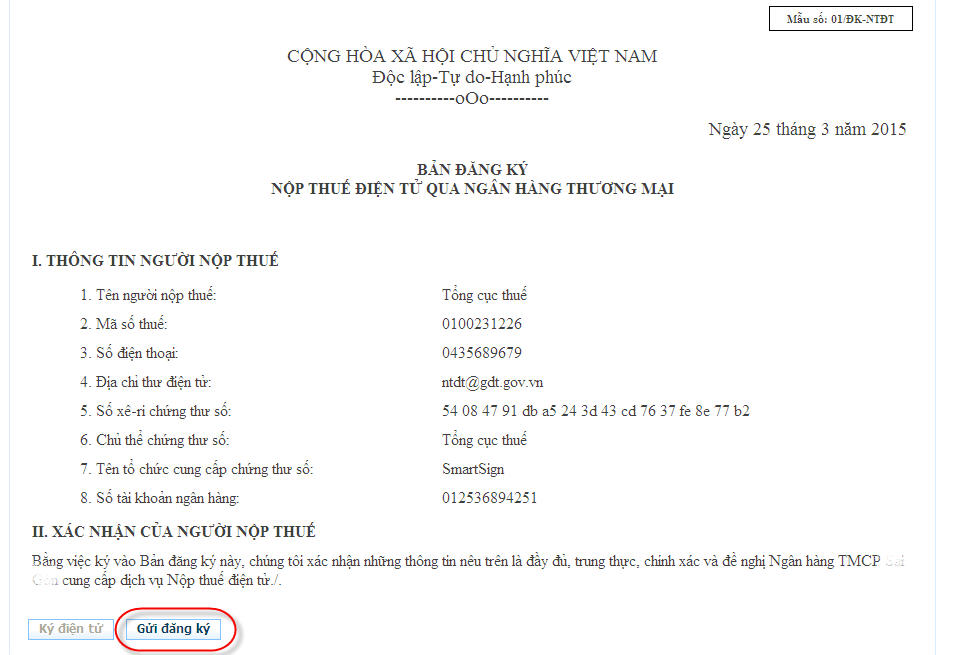 Mẫu số: 01/ĐK-NTĐT
CỘNG HÒA XÃ HỘI CHỦ NGHĨA VIỆT NAM
Độc lập-Tự do-Hạnh phúc
----------oOo----------
Ngày 25 tháng 3 năm 2015
BẢN ĐĂNG KÝ
NỘP THUẾ ĐIỆN TỬ QUA NGÂN HÀNG THƯƠNG MẠI
I. THÔNG TIN NGƯỜI NỘP THUẾ
1. Tên người nộp thuế: Tổng cục thuế
2. Mã số thuế: 0100231226
3. Số điện thoại: 0435689679
4. Địa chỉ thư điện tử: ntdt@gdt.gov.vn
5. Số xê-ri chứng thư số: 54 08 47 91 db a5 24 3d 43 cd 76 37 fe 8e 77 b2
6. Chủ thể chứng thư số: Tổng cục thuế
7. Tên tổ chức cung cấp chứng thư số: SmartSign
8. Số tài khoản ngân hàng: 012536894251
II. XÁC NHẬN CỦA NGƯỜI NỘP THUẾ
Bằng việc ký vào Bản đăng ký này, chúng tôi xác nhận những thông tin nêu trên là đầy đủ, trung thực, chính xác và đề nghị Ngân hàng TMCP
cung cấp dịch vụ Nộp thuế điện tử./.
Ký điện tử Gửi đăng ký